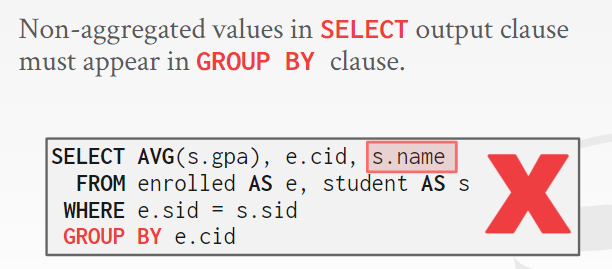 Non-aggregated values in SELECT output clause
must appear in GROUP BY clause.
SELECT AVG(s.gpa), e.cid, s.name
FROM enrolled AS e, student AS s
WHERE e.sid = s.sid
GROUP BY e.cid